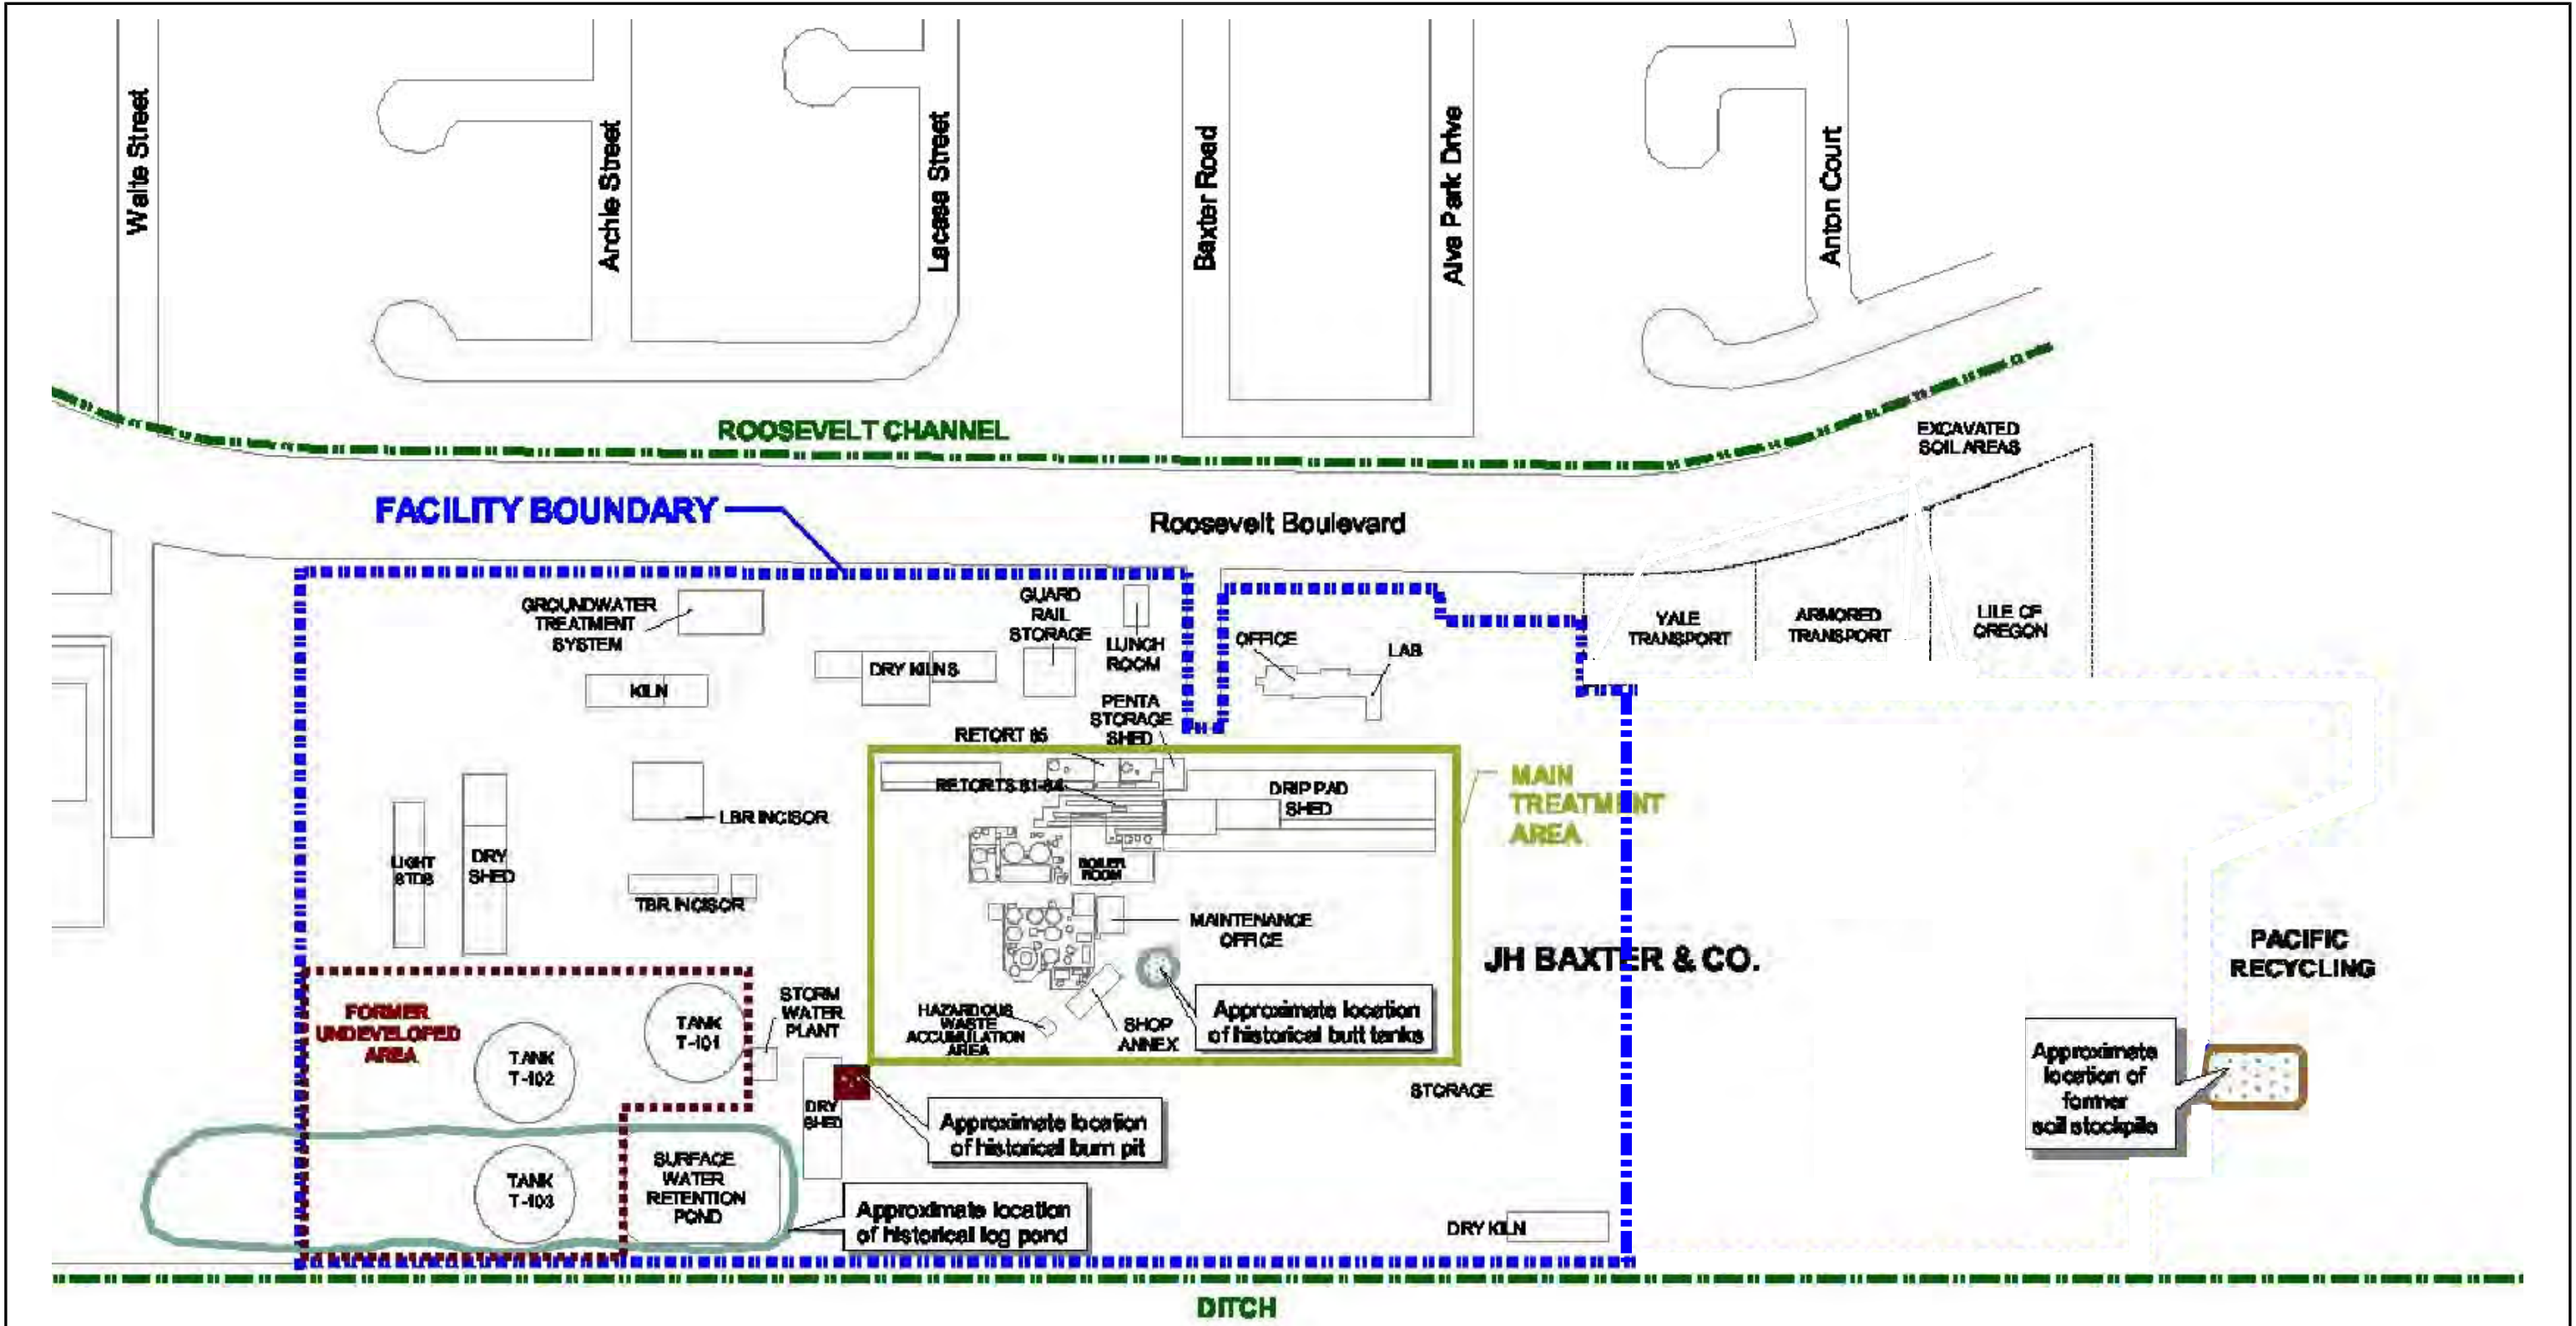 Waite Street
Archie Street
Lacasa Street
Baxter Road
Alva Park Drive
Anton Court
ROOSEVELT CHANNEL
EXCAVATED
SOIL AREAS
FACILITY BOUNDARY
Roosevelt Boulevard
GROUNDWATER
TREATMENT
SYSTEM
GUARD
RAIL
STORAGE
LUNCH
ROOM
OFFICE
LAB
YALE
TRANSPORT
ARMORED
TRANSPORT
LILE OF
OREGON
KILN
DRY KILNS
PENTA
STORAGE
SHED
RETORT 85
RETORTS 81-84
DRIP PAD
SHED
MAIN
TREATMENT
AREA
LBR INCISOR
LIGHT
STDS
DRY
SHED
BOILER
ROOM
TBR INCISOR
MAINTENANCE
OFFICE
JH BAXTER & CO.
PACIFIC
RECYCLING
FORMER
UNDEVELOPED
AREA
TANK
T-101
TANK
T-102
STORM
WATER
PLANT
HAZARDOUS
WASTE
ACCUMULATION
AREA
SHOP
ANNEX
Approximate location
of historical butt tanks
Approximate
location of
former
soil stockpile
STORAGE
DRY
SHED
Approximate location
of historical burn pit
TANK
T-103
SURFACE
WATER
RETENTION
POND
Approximate location
of historical log pond
DRY KILN
DITCH